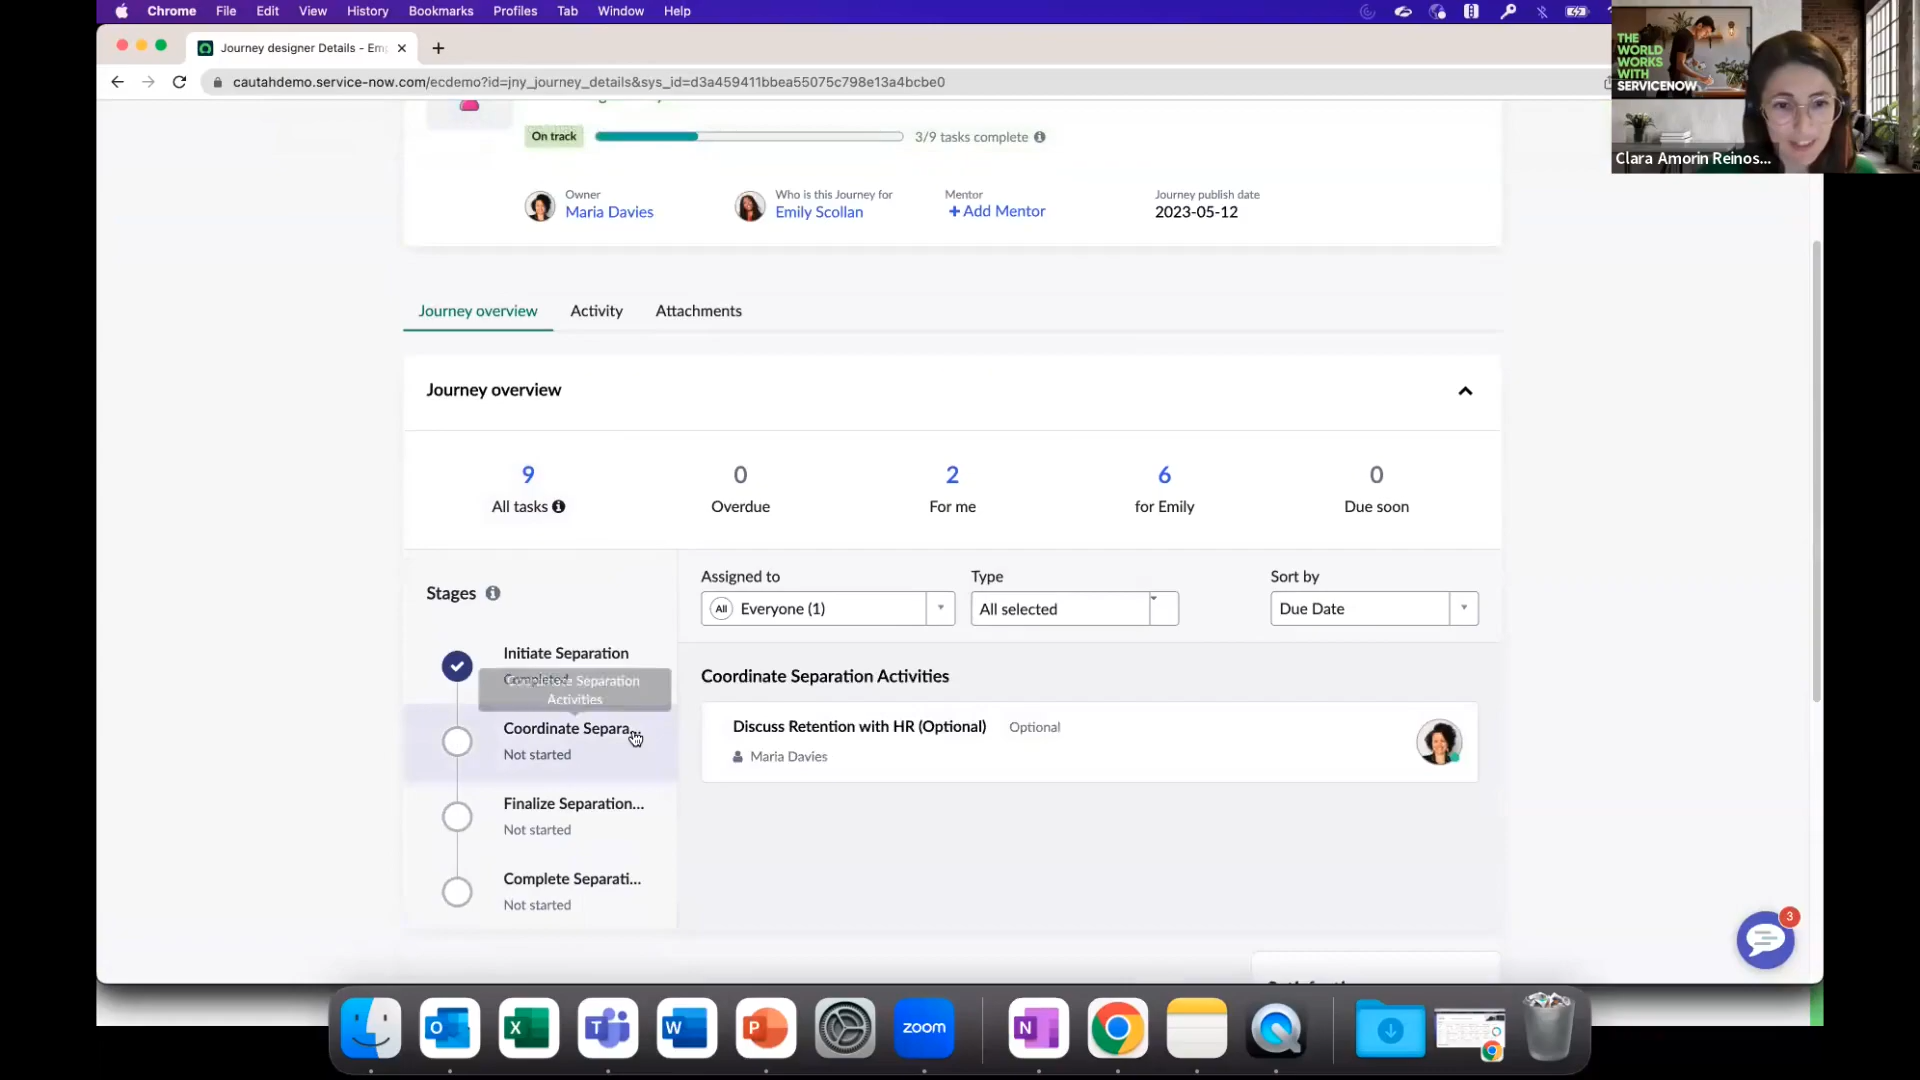 Chrome File Edit View History Bookmarks Profiles Tab Window Help
Journey designer Details - Emp
cautahdemo.service-now.com/ecdemo?id=jny_journey_details&sys_id=d3a459411bbea55075c798e13a4bcbe0
THE
WORLD
WORKS
WITH
SERVICENOW
Clara Amorin Reinos...
On track
3/9 tasks complete
Owner
Maria Davies
Who is this Journey for
Emily Scollan
Mentor
+ Add Mentor
Journey publish date
2023-05-12
Journey overview
Activity
Attachments
Journey overview
9
All tasks
0
Overdue
2
For me
6
for Emily
0
Due soon
Stages
Assigned to
All Everyone (1)
Type
All selected
Sort by
Due Date
Initiate Separation
Completed
Coordinate Separation
Activities
Coordinate Separa...
Not started
Finalize Separation...
Not started
Complete Separati...
Not started
Coordinate Separation Activities
Discuss Retention with HR (Optional) Optional
Maria Davies
3
zoom